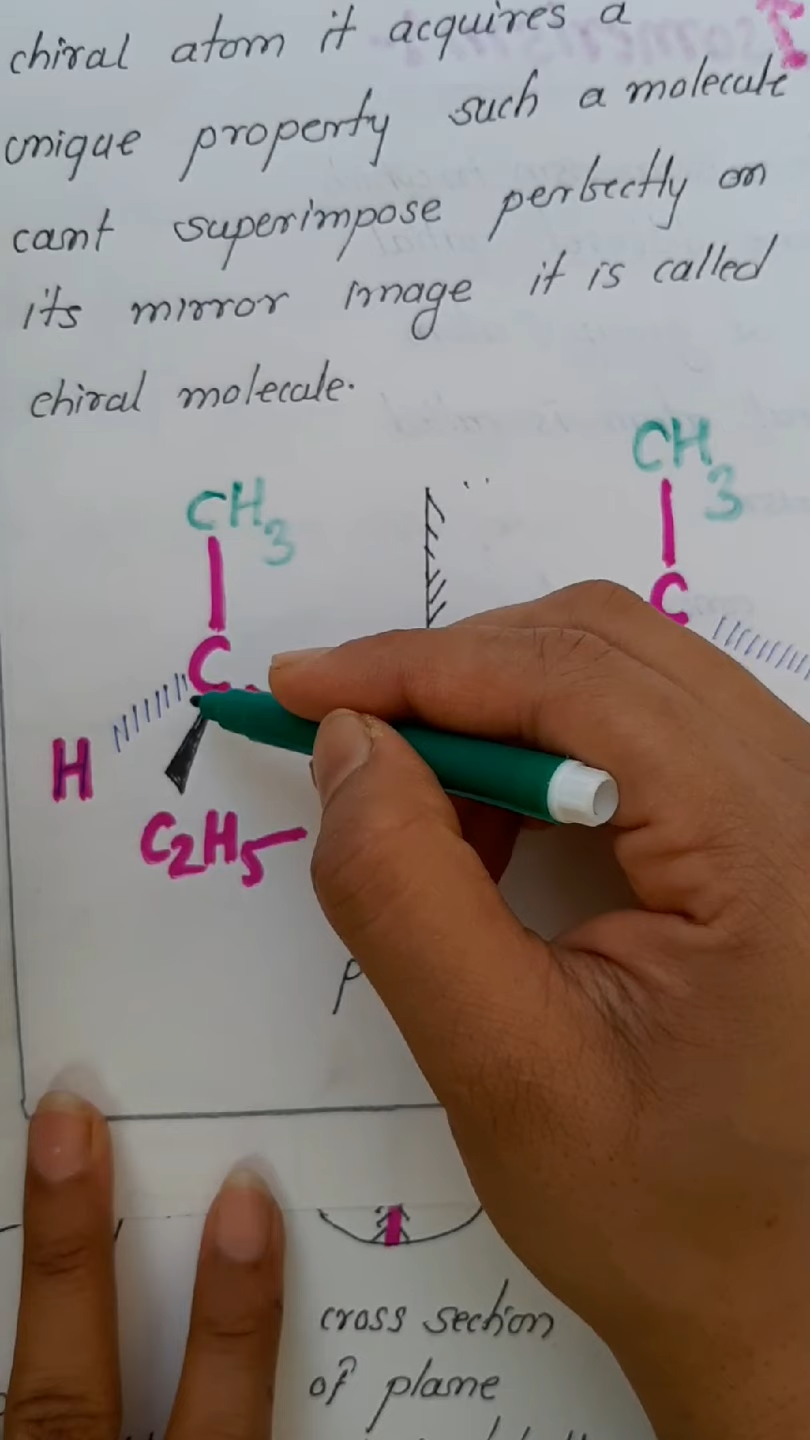 chiral atom it acquires a
unique property such a molecule
cant superimpose perbectly on
its mirror image it is called
chiral molecule.
CH3
CH3
C
C
H
C2H5
P
cross section
of plane